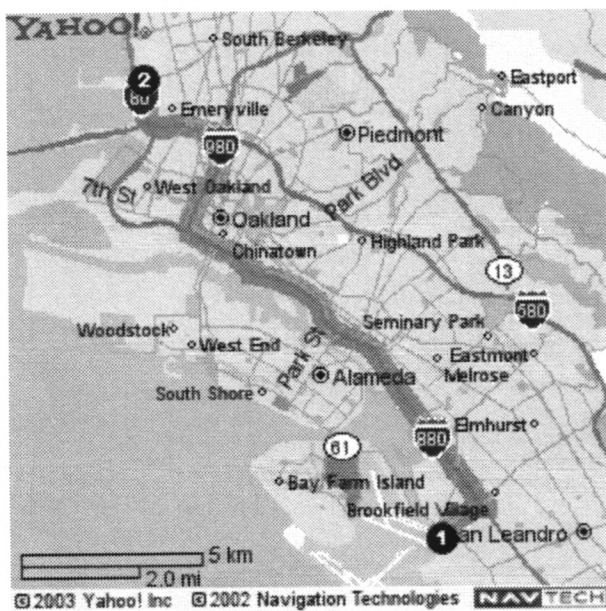 YAHOO!
South Berkeley
2
Eastport
80
Emeryville
Canyon
980
Piedmont
7th St
West Oakland
Park Blvd
Oakland
Chinatown
Highland Park
13
580
Woodstock
West End
Seminary Park
Park St
Eastmont
Melrose
South Shore
Alameda
880
Elmhurst
61
Bay Farm Island
Brookfield Village
1
an Leandro
5 km
2.0 mi
©2003 Yahoo! Inc ©2002 Navigation Technologies NAVTECH